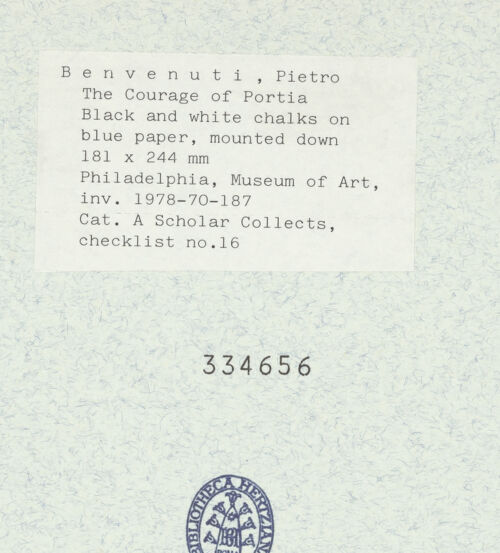 B e n v e n u t i , Pietro
The Courage of Portia
Black and white chalks on
blue paper, mounted down
181 x 244 mm
Philadelphia, Museum of Art,
inv. 1978-70-187
Cat. A Scholar Collects,
checklist no.16
334656
BIBLIOTHECA HERTZIAN